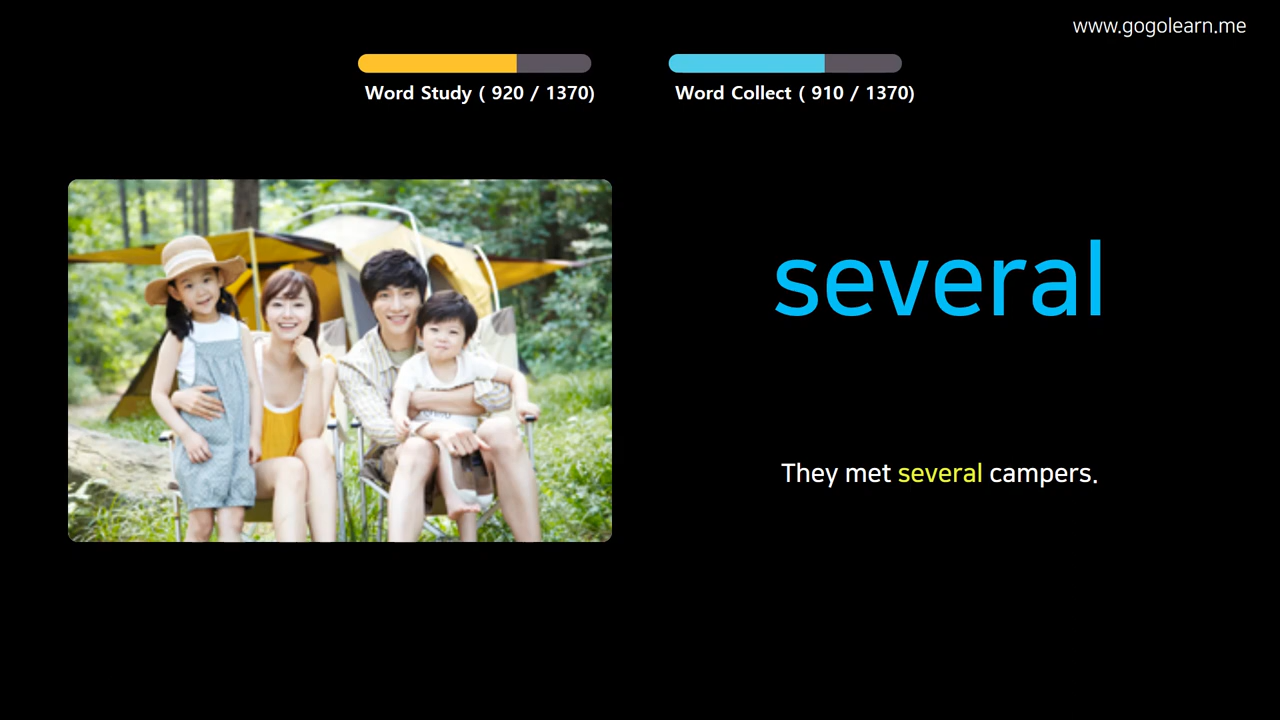 www.gogolearn.me
Word Study ( 920 / 1370)
Word Collect ( 910 / 1370)
several
They met several campers.